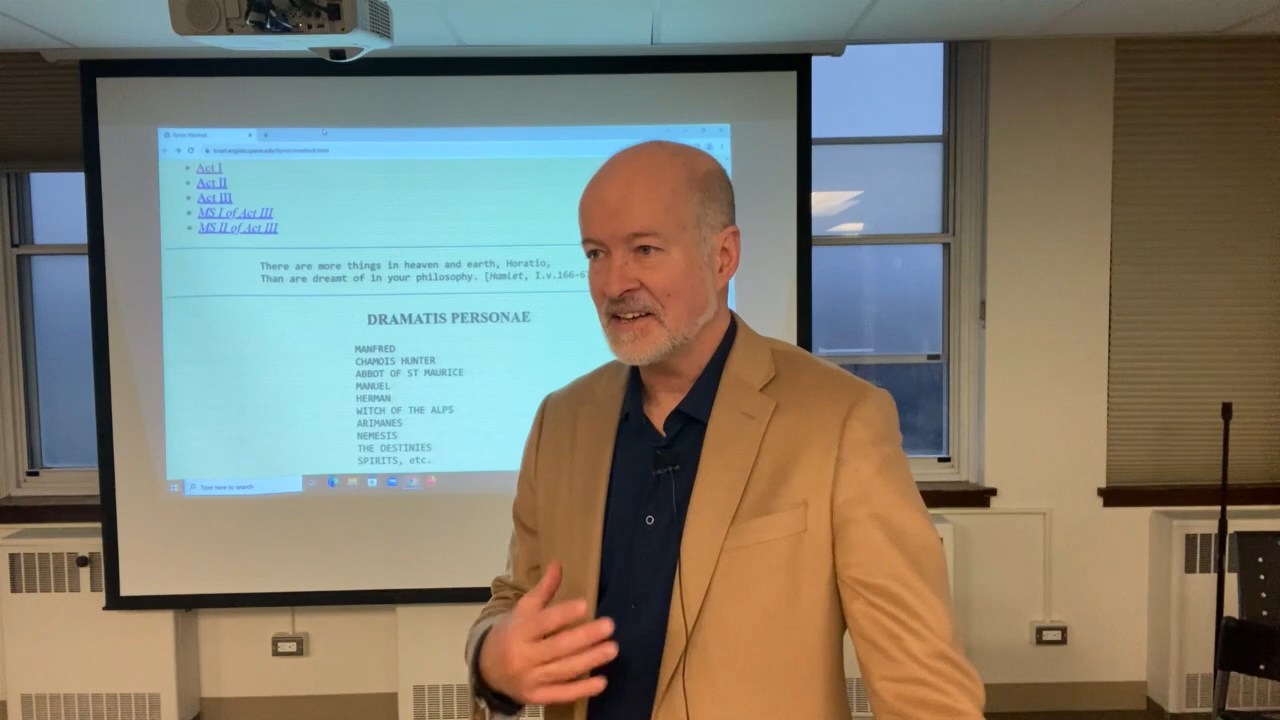 Act I
Act II
Act III
MS I of Act III
MS II of Act III
There are more things in heaven and earth, Horatio,
Than are dreamt of in your philosophy. [Hamlet, I.v.166-6
DRAMATIS PERSONAE
MANFRED
CHAMOIS HUNTER
ABBOT OF ST MAURICE
MANUEL
HERMAN
WITCH OF THE ALPS
ARIMANES
NEMESIS
THE DESTINIES
SPIRITS, etc.
Type here to search